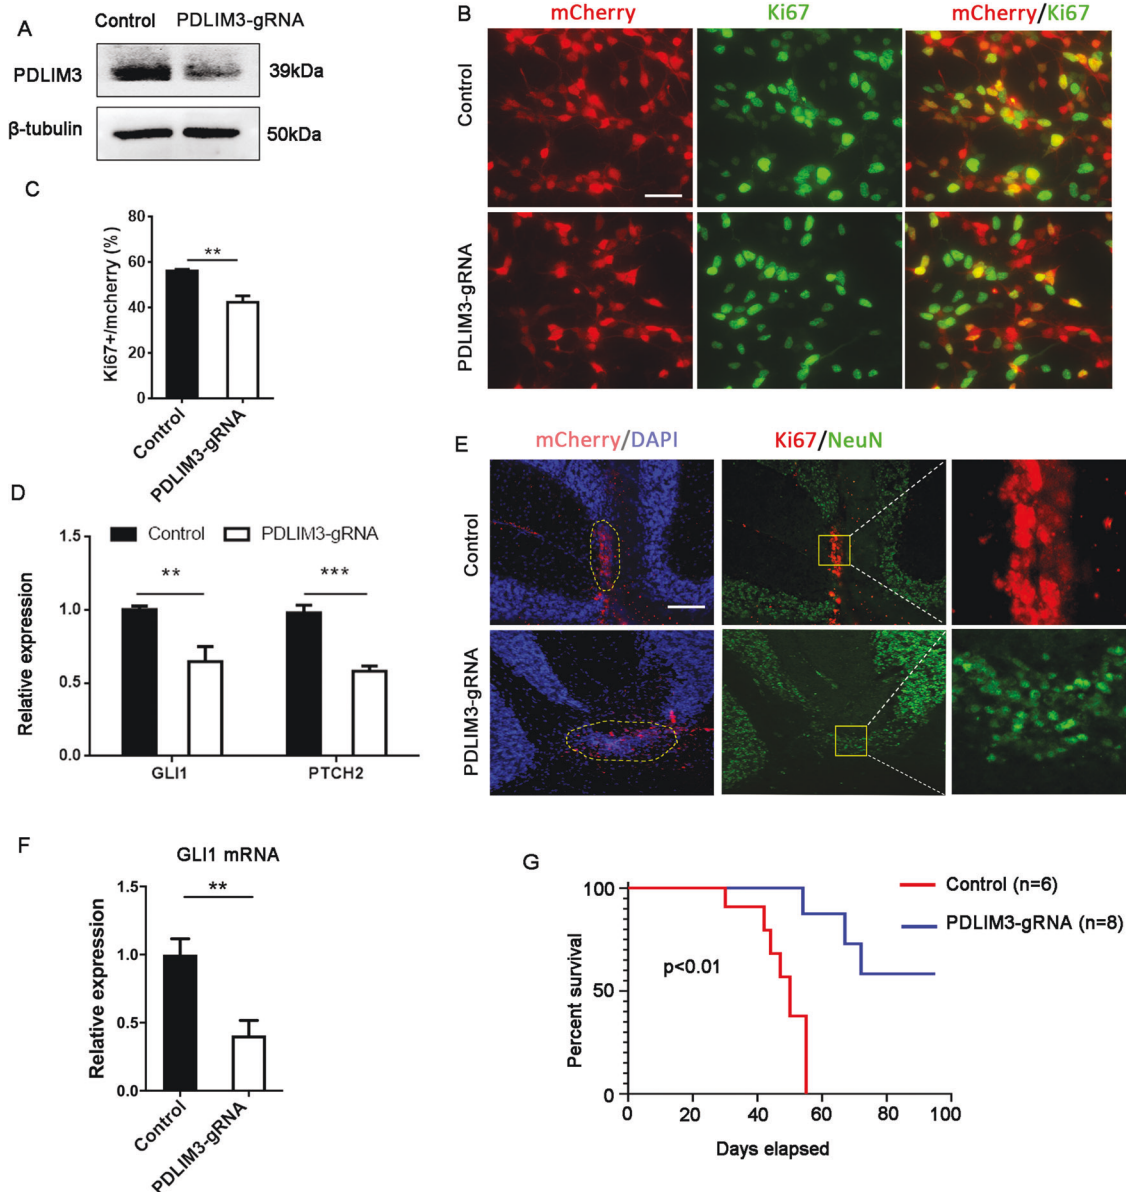 A
Control PDLIM3-gRNA
PDLIM3
39kDa
β-tubulin
50kDa
B
mCherry Ki67 mCherry/Ki67
Control
PDLIM3-gRNA
C
Ki67+/mcherry (%)
80
60
40
60
0
**
Control
PDLIM3-gRNA
D
Control PDLIM3-gRNA
Relative expression
1.5
1.0
0.5
0.0
** ***
GLI1 PTCH2
E
mCherry/DAPI Ki67/NeuN
Control
PDLIM3-gRNA
F
GLI1 mRNA
Relative expression
1.5
1.0
0.5
0.0
**
Control
PDLIM3-gRNA
G
Control (n=6)
PDLIM3-gRNA (n=8)
Percent survival
100
50
0
p<0.01
0 20 40 60 80 100
Days elapsed